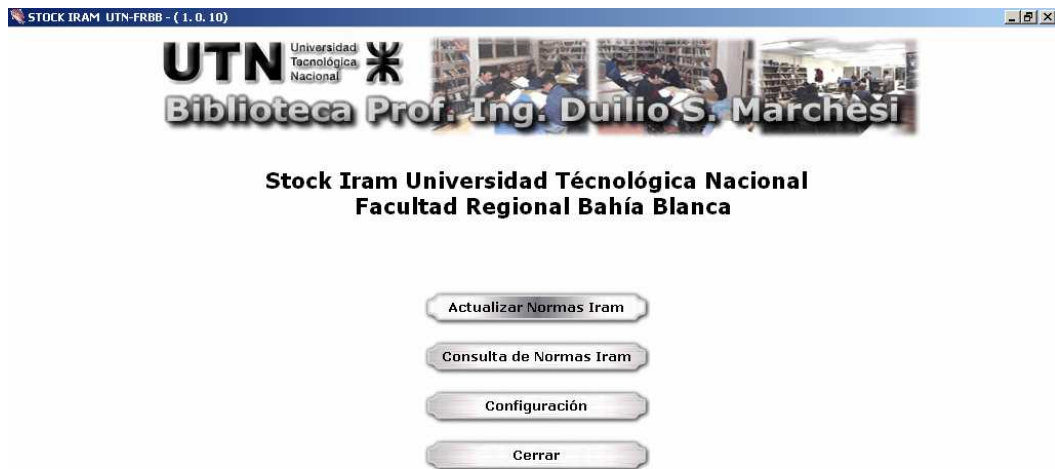 STOCK IRAM UTN-FRBB - ( 1. 0. 10)
UTN Universidad
Tecnológica
Nacional
Biblioteca Prof. Ing. Duilio S. Marchesi
Stock Iram Universidad Técnológica Nacional
Facultad Regional Bahía Blanca
Actualizar Normas Iram
Consulta de Normas Iram
Configuración
Cerrar